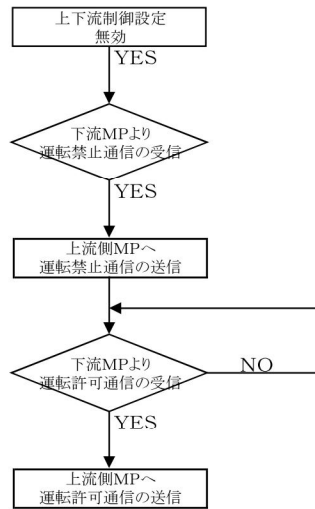 上下流制御設定
無効
YES
下流MPより
運転禁止通信の受信
YES
上流側MPへ
運転禁止通信の送信
下流MPより
運転許可通信の受信
NO
YES
上流側MPへ
運転許可通信の送信